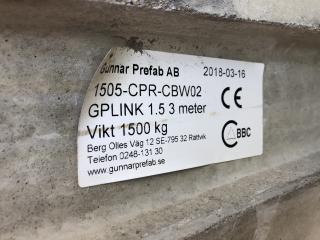 Gunnar Prefab AB 2018-03-16
1505-CPR-CBW02
GPLINK 1.5 3 meter
Vikt 1500 kg
CE
BBC
Berg Olles Väg 12 SE-795 32 Rättvik
Telefon 0248-131 30
www.gunnarprefab.se